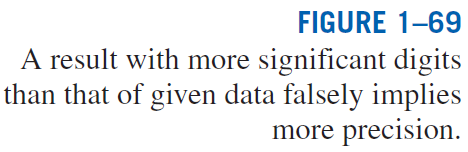 FIGURE 1–69
A result with more significant digits
than that of given data falsely implies
more precision.